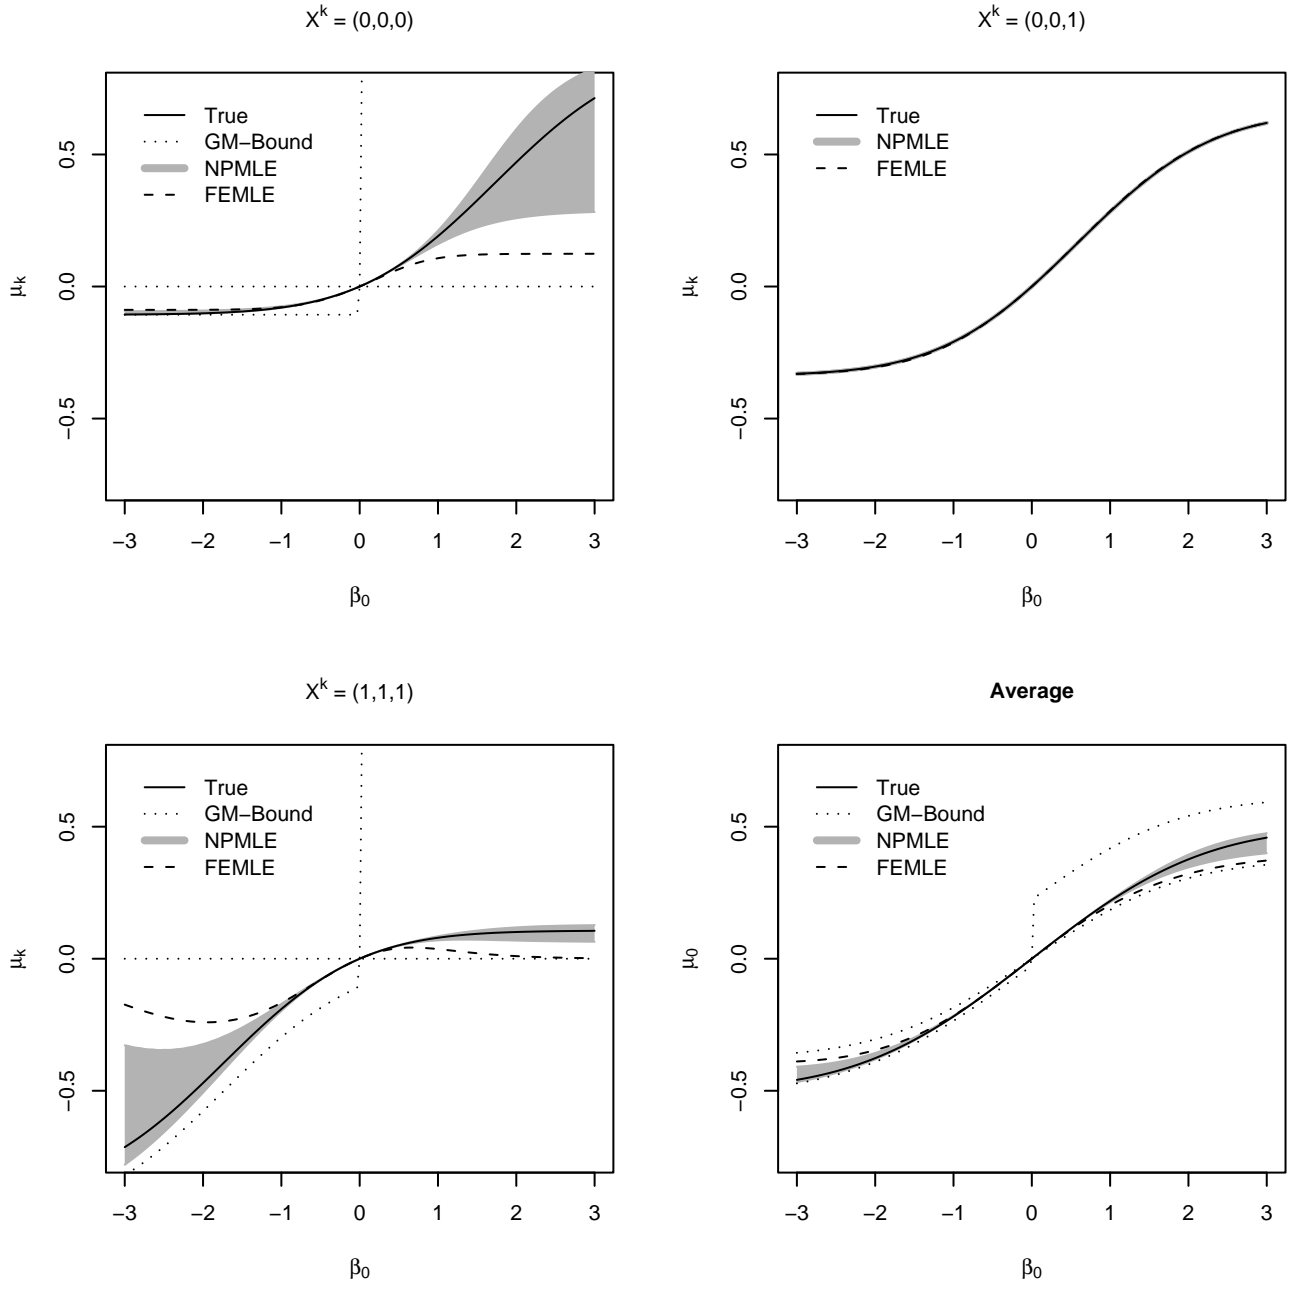 X^k = (0,0,0)
True
GM−Bound
NPMLE
FEMLE
0.5
0.0
−0.5
μ_k
−3 −2 −1 0 1 2 3
β_0
X^k = (0,0,1)
True
NPMLE
FEMLE
0.5
0.0
−0.5
μ_k
−3 −2 −1 0 1 2 3
β_0
X^k = (1,1,1)
True
GM−Bound
NPMLE
FEMLE
0.5
0.0
−0.5
μ_k
−3 −2 −1 0 1 2 3
β_0
Average
True
GM−Bound
NPMLE
FEMLE
0.5
0.0
−0.5
μ_0
−3 −2 −1 0 1 2 3
β_0